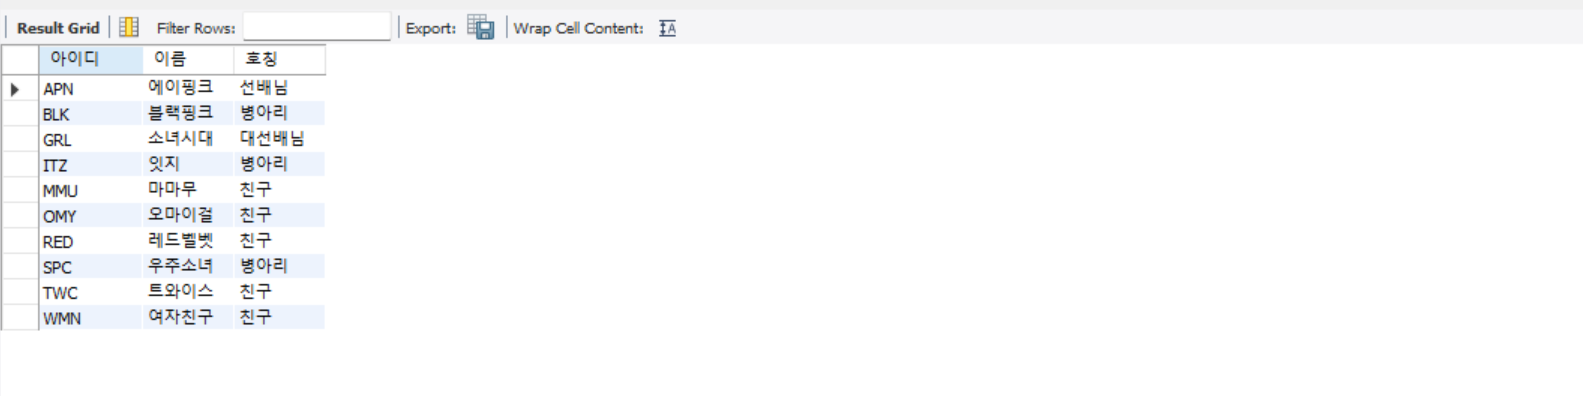 Result Grid Filter Rows: Export: Wrap Cell Content:
아이디 이름 호칭
APN 에이핑크 선배님
BLK 블랙핑크 병아리
GRL 소녀시대 대선배님
ITZ 잇지 병아리
MMU 마마무 친구
OMY 오마이걸 친구
RED 레드벨벳 친구
SPC 우주소녀 병아리
TWC 트와이스 친구
WMN 여자친구 친구